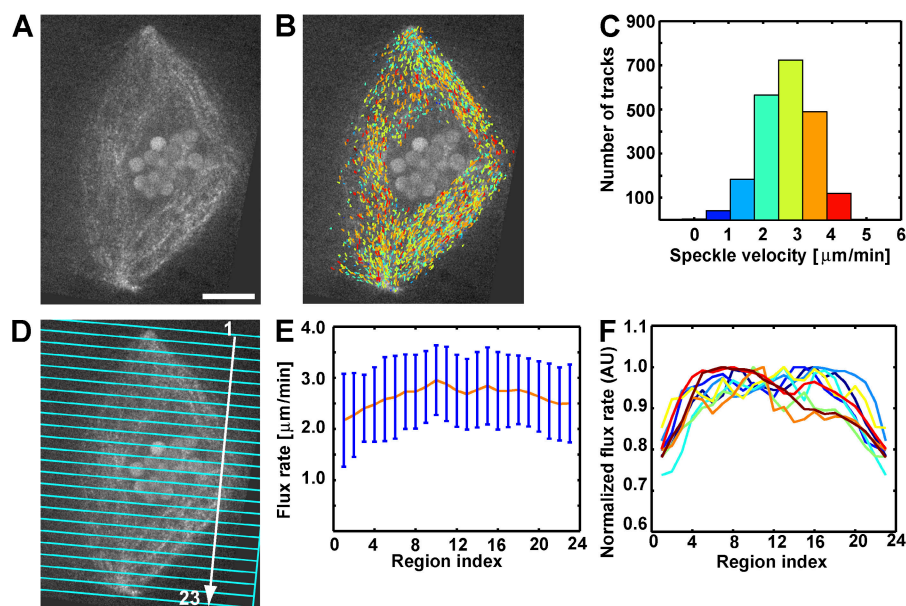 A
B
C
Number of tracks
900
700
500
300
100
0 1 2 3 4 5 6
Speckle velocity [μm/min]
D
1
23
E
Flux rate [μm/min]
4.0
3.0
2.0
1.0
0 4 8 12 16 20 24
Region index
F
Normalized flux rate (AU)
1.1
1.0
0.9
0.8
0.7
0.6
0 4 8 12 16 20 24
Region index